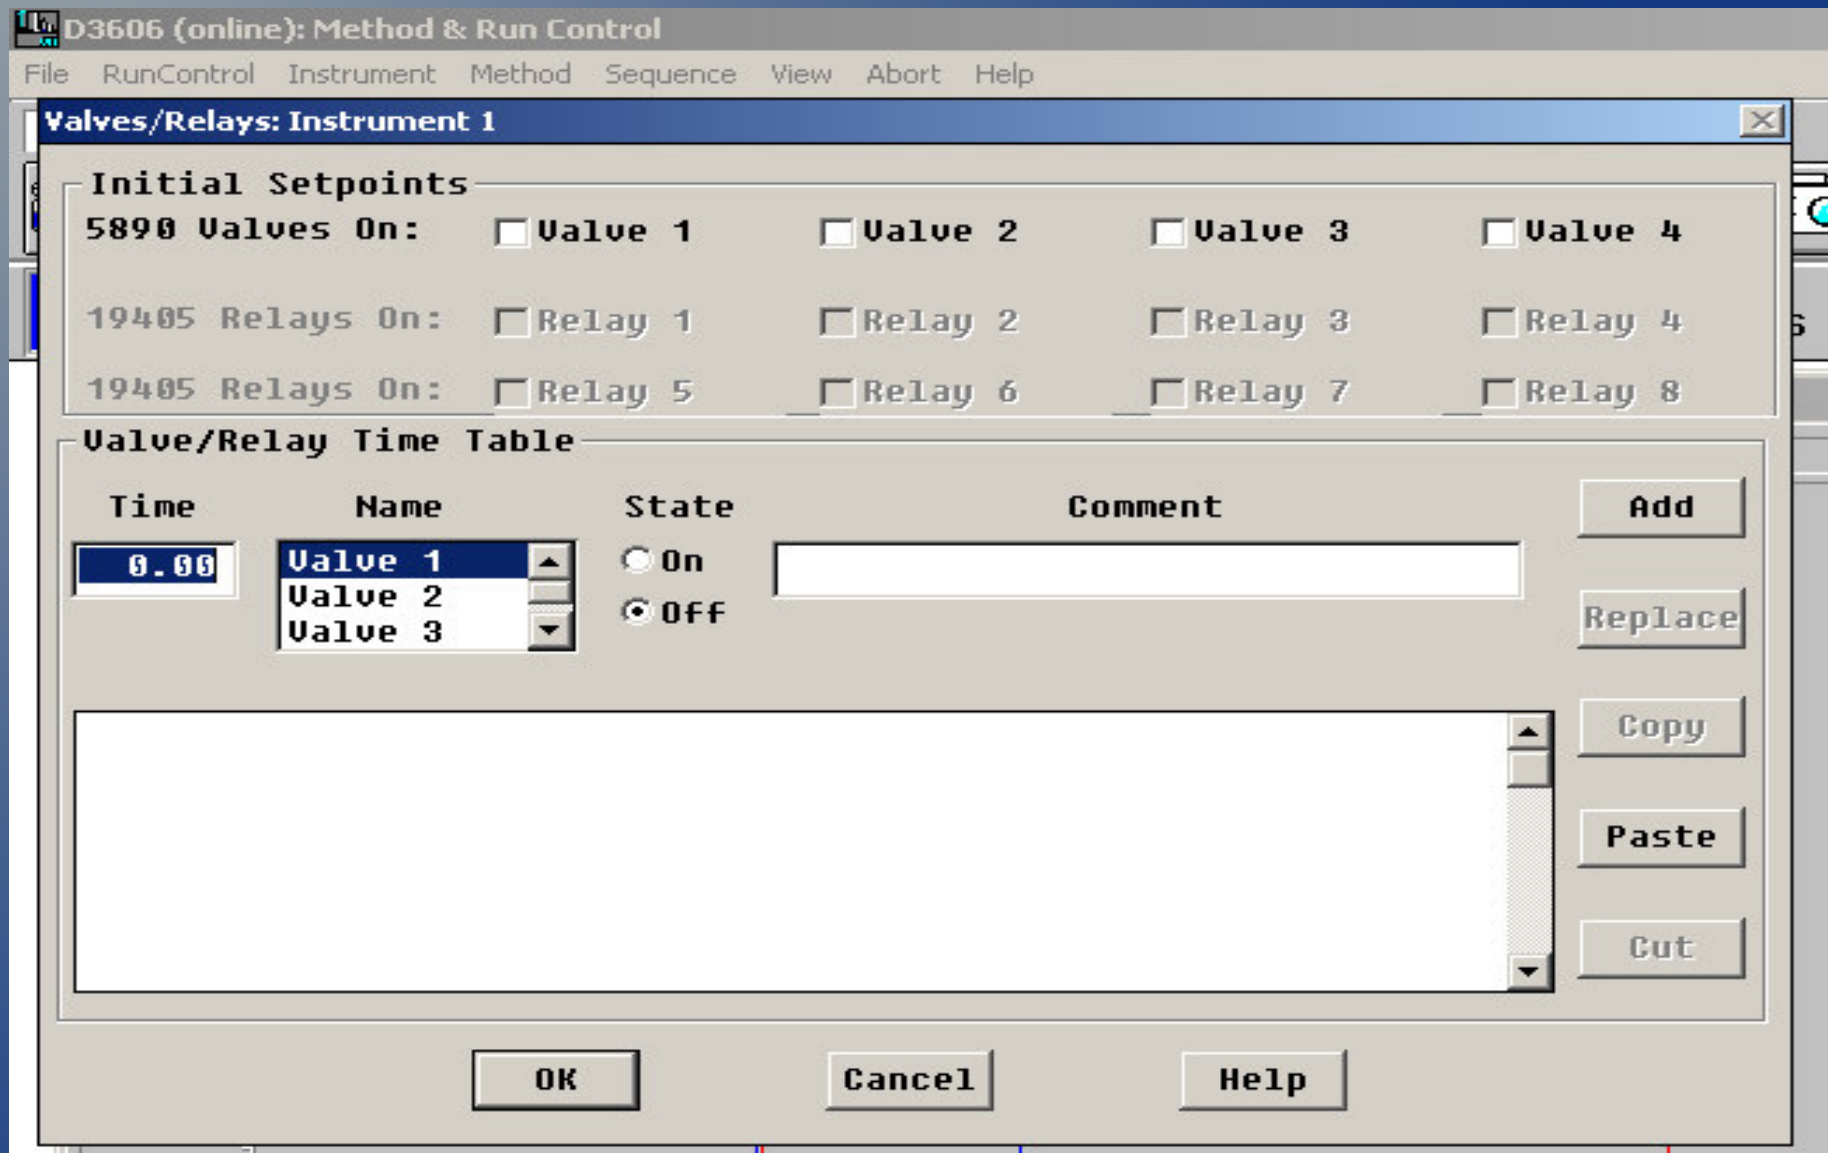 D3606 (online): Method & Run Control
File RunControl Instrument Method Sequence View Abort Help
Valves/Relays: Instrument 1
Initial Setpoints
5890 Valves On: Valve 1 Valve 2 Valve 3 Valve 4
19405 Relays On: Relay 1 Relay 2 Relay 3 Relay 4
19405 Relays On: Relay 5 Relay 6 Relay 7 Relay 8
Valve/Relay Time Table
Time Name State Comment Add
0.00 Valve 1 On
Valve 2
Valve 3 Off Replace
Copy
Paste
Cut
OK Cancel Help